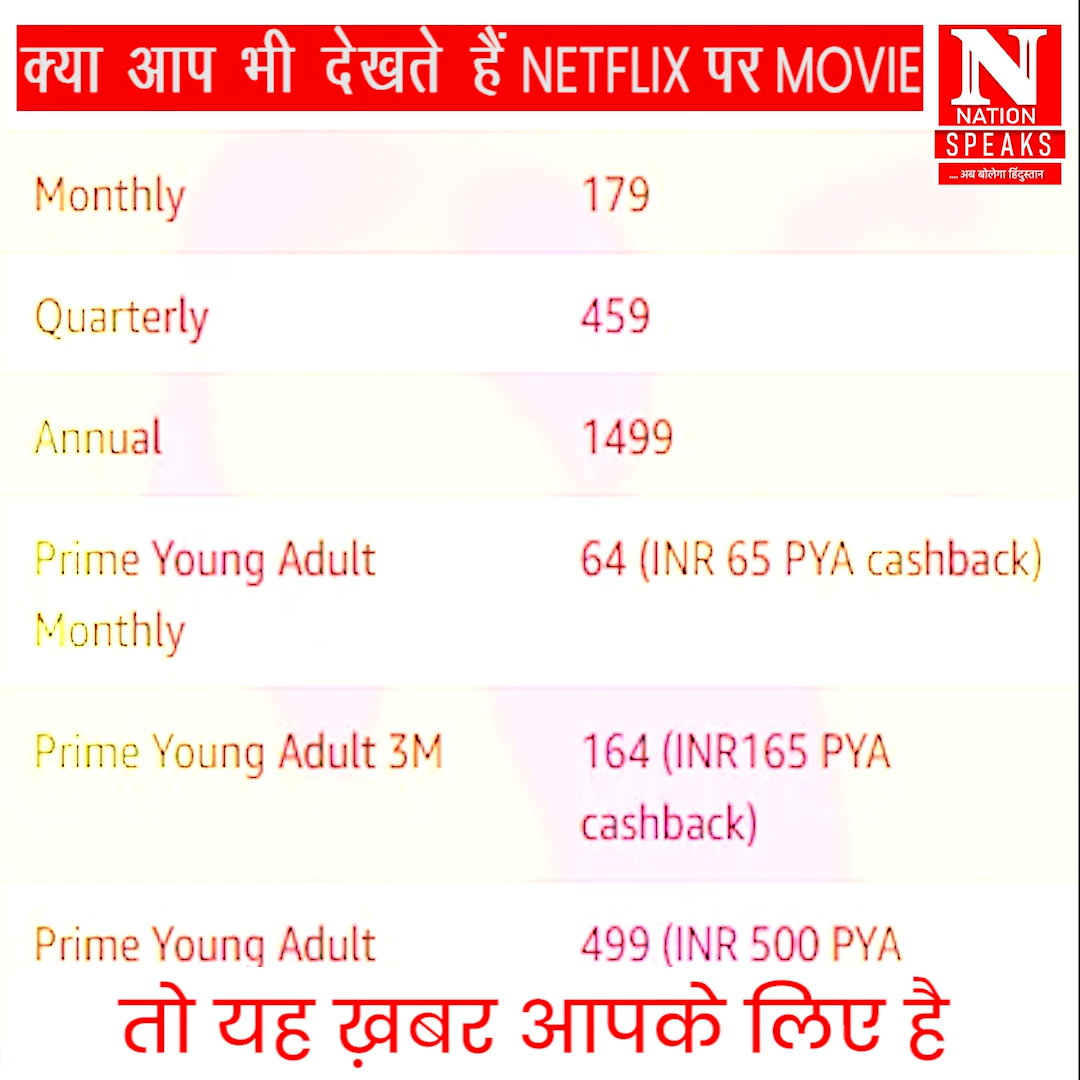 क्या आप भी देखते हैं NETFLIX पर MOVIE
N
NATION
SPEAKS
.... अब बोलेगा हिंदुस्तान
Monthly 179
Quarterly 459
Annual 1499
Prime Young Adult 64 (INR 65 PYA cashback)
Monthly
Prime Young Adult 3M 164 (INR165 PYA
cashback)
Prime Young Adult 499 (INR 500 PYA
तो यह ख़बर आपके लिए है